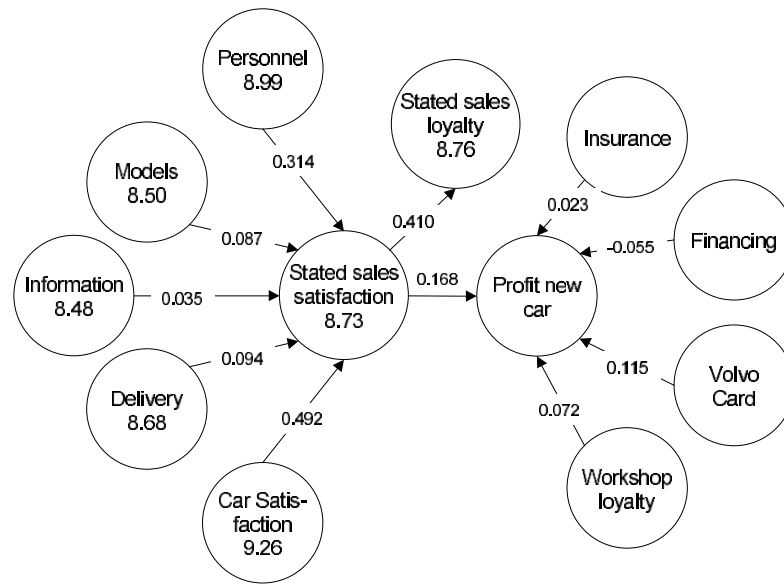 Personnel
8.99
Stated sales
loyalty
8.76
Insurance
0.314
Models
8.50
0.410
0.023
0.087
Financing
-0.055
Information
8.48
0.035
Stated sales
satisfaction
8.73
0.168
Profit new
car
0.094
Delivery
8.68
0.115
Volvo
Card
0.492
0.072
Car Satis-
faction
9.26
Workshop
loyalty